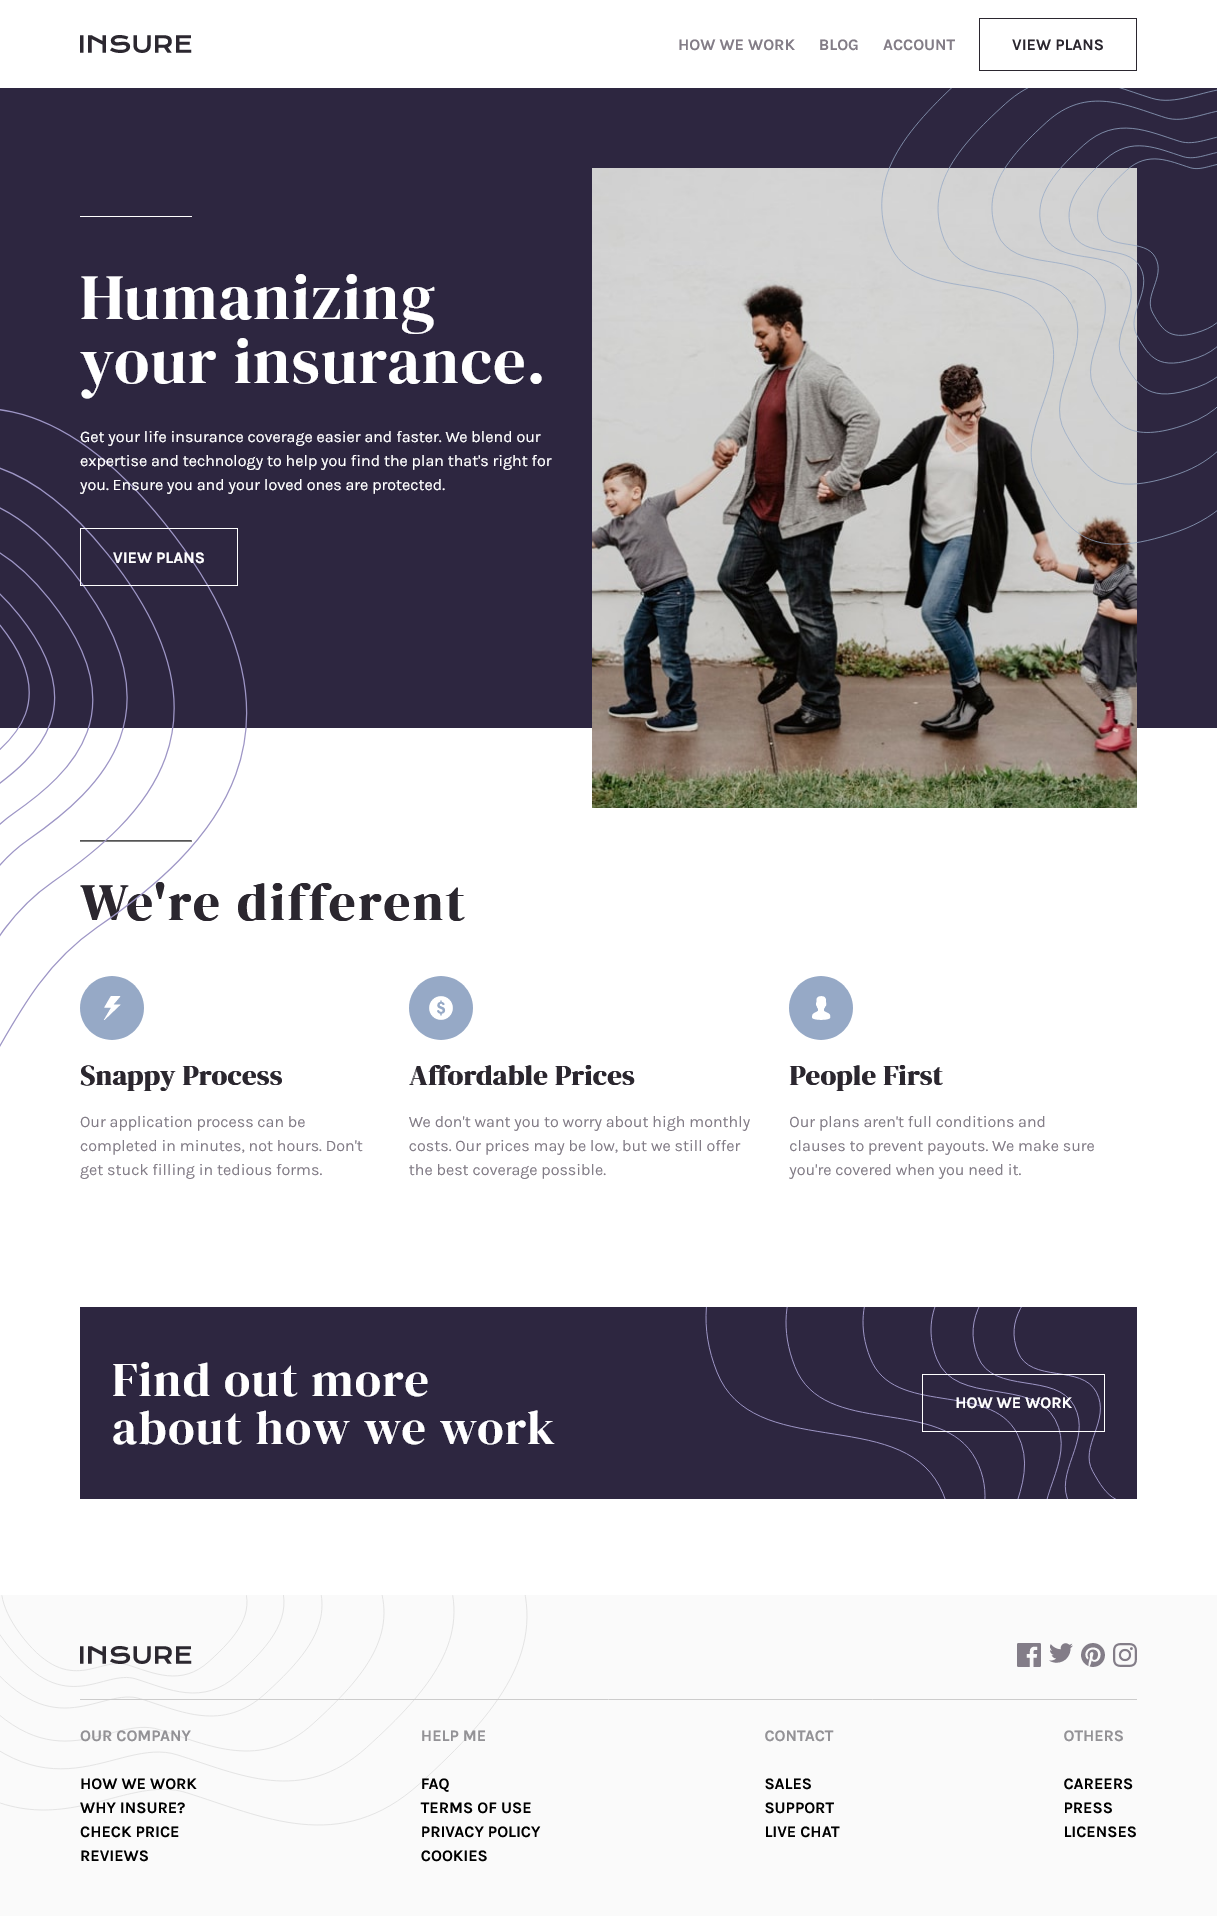 INSURE
HOW WE WORK BLOG ACCOUNT VIEW PLANS
Humanizing
your insurance.
Get your life insurance coverage easier and faster. We blend our
expertise and technology to help you find the plan that's right for
you. Ensure you and your loved ones are protected.
VIEW PLANS
We're different
Snappy Process
Our application process can be
completed in minutes, not hours. Don't
get stuck filling in tedious forms.
Affordable Prices
We don't want you to worry about high monthly
costs. Our prices may be low, but we still offer
the best coverage possible.
People First
Our plans aren't full conditions and
clauses to prevent payouts. We make sure
you're covered when you need it.
Find out more
about how we work
HOW WE WORK
INSURE
OUR COMPANY
HOW WE WORK
WHY INSURE?
CHECK PRICE
REVIEWS
HELP ME
FAQ
TERMS OF USE
PRIVACY POLICY
COOKIES
CONTACT
SALES
SUPPORT
LIVE CHAT
OTHERS
CAREERS
PRESS
LICENSES